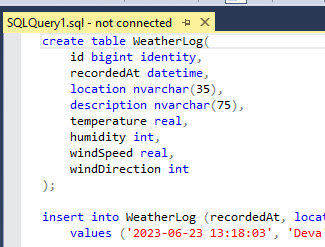 SQLQuery1.sql - not connected
create table WeatherLog(
id bigint identity,
recordedAt datetime,
location nvarchar(35),
description nvarchar(75),
temperature real,
humidity int,
windSpeed real,
windDirection int
);
insert into WeatherLog (recordedAt, locat
values ('2023-06-23 13:18:03', 'Deva